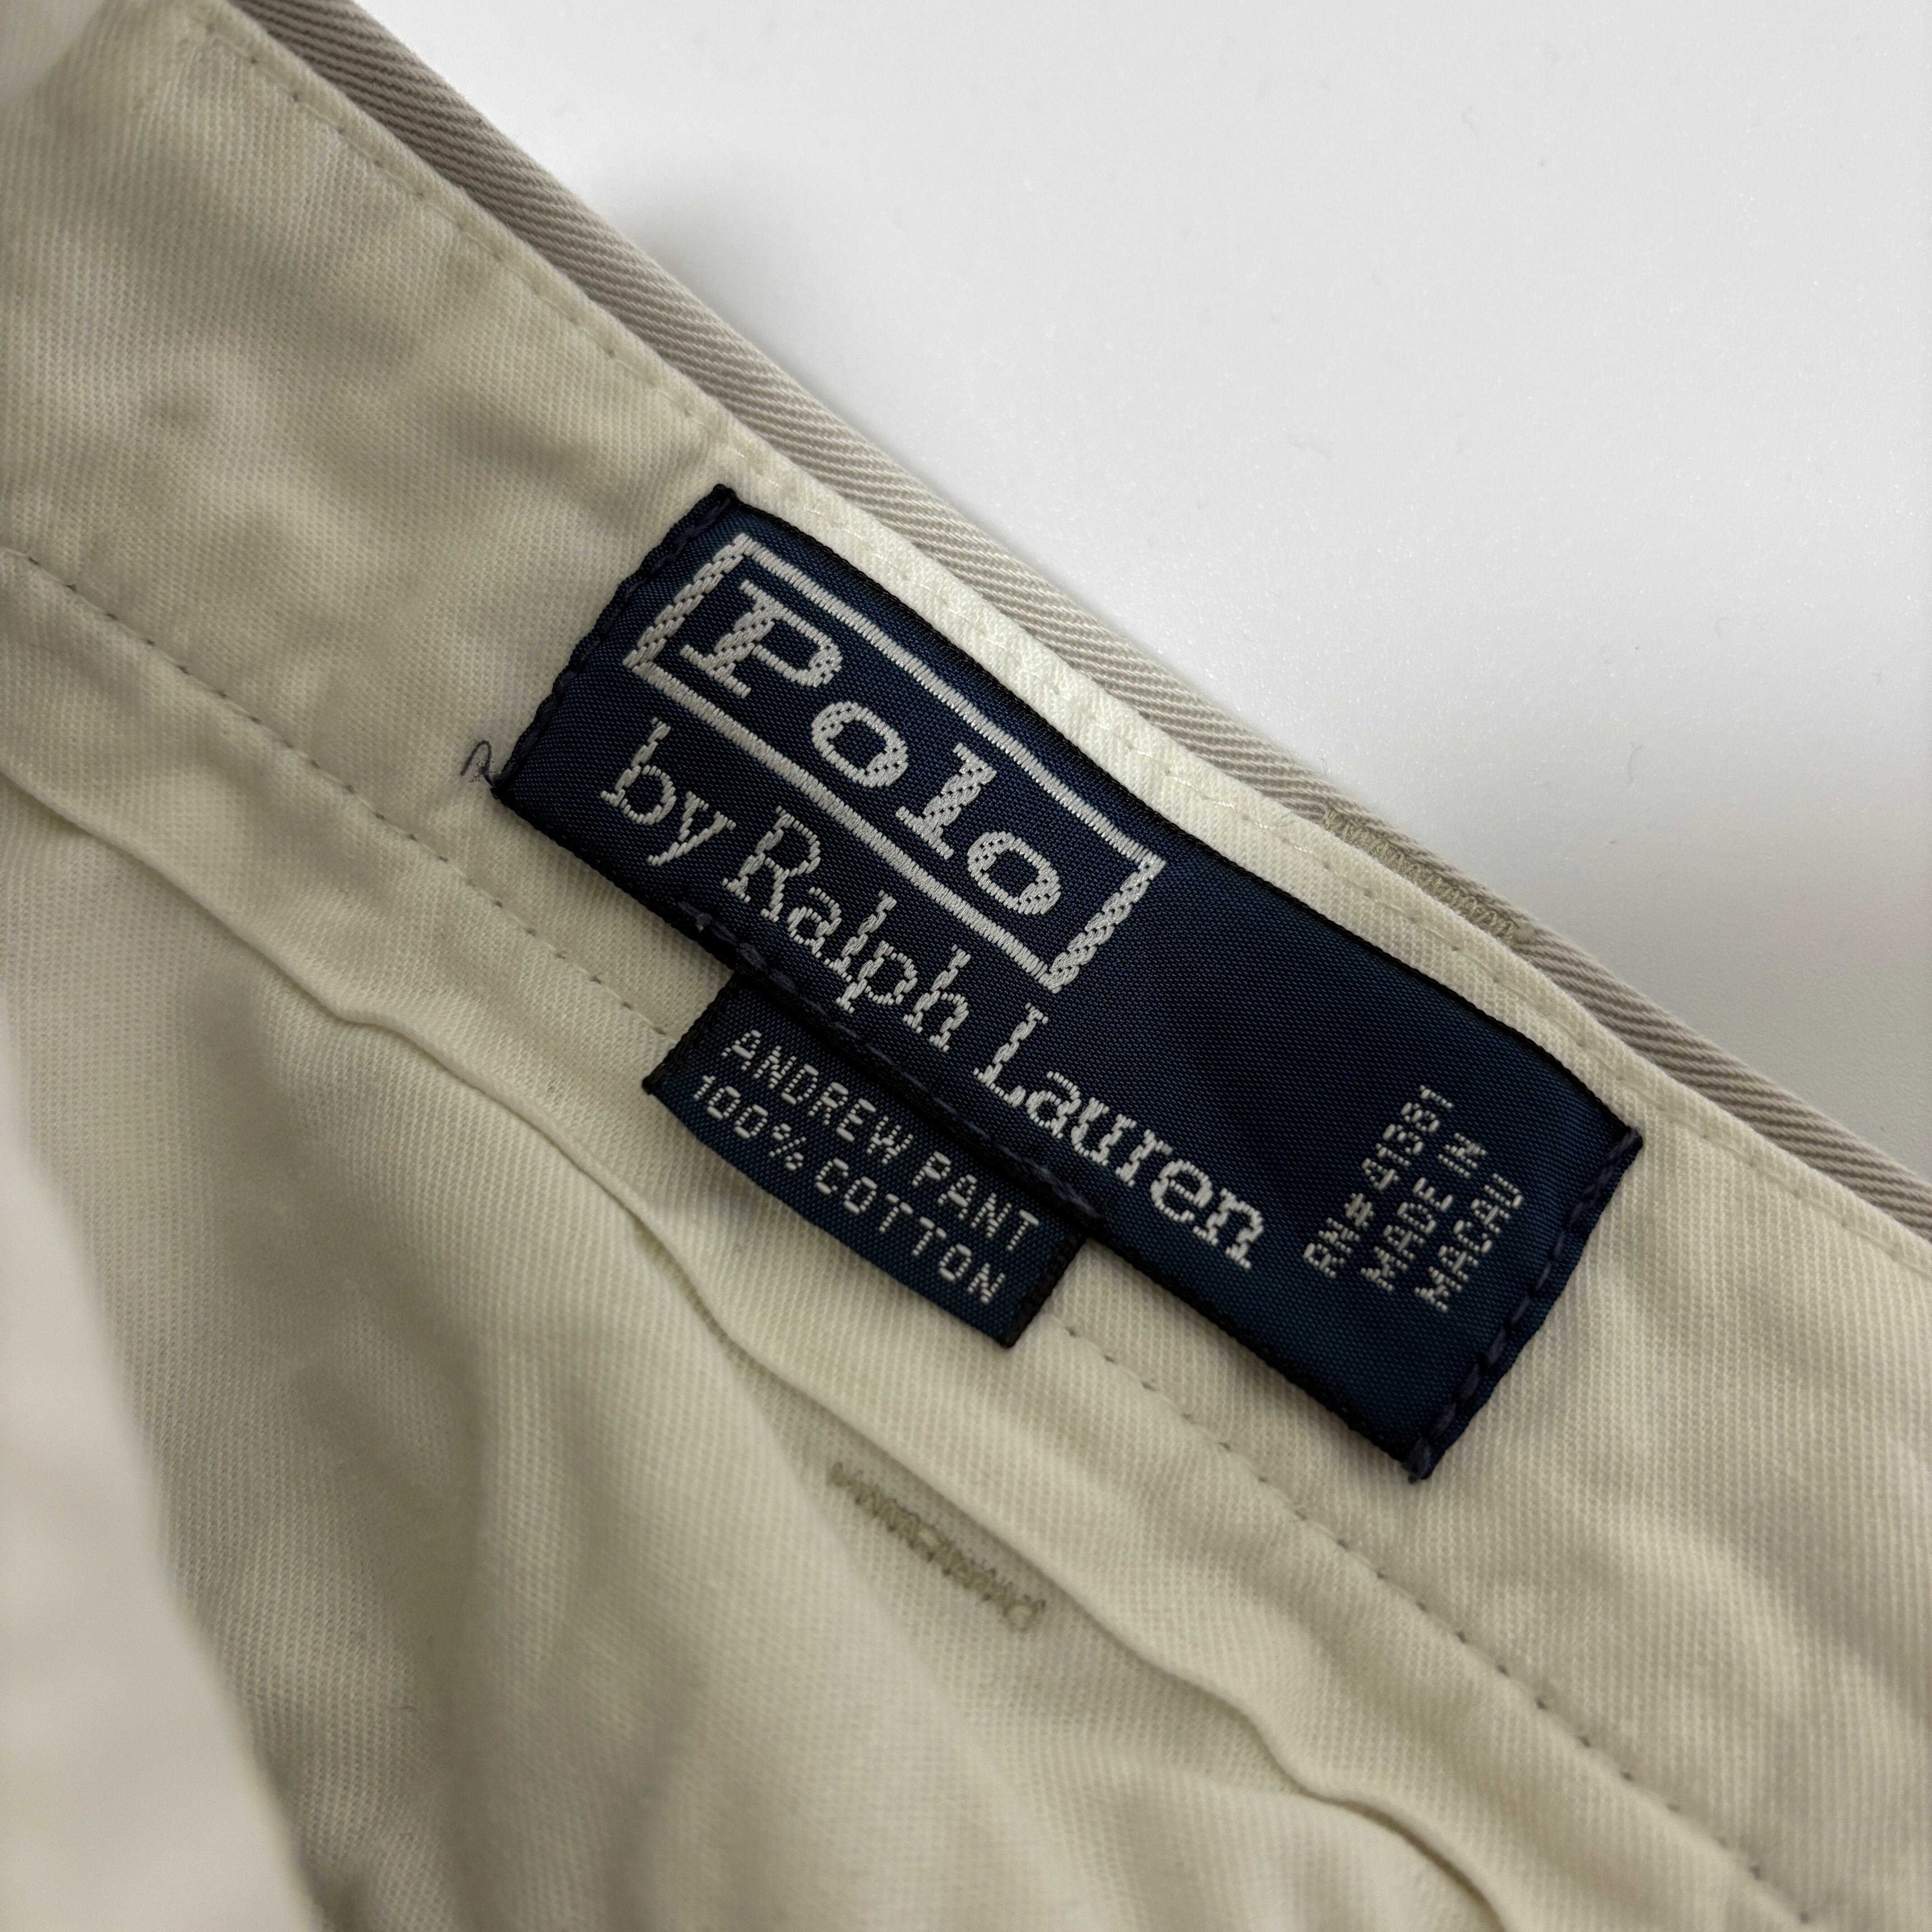 Polo
by Ralph Lauren
RN# 41381
MADE IN
MACAU
ANDREW PANT
100% COTTON